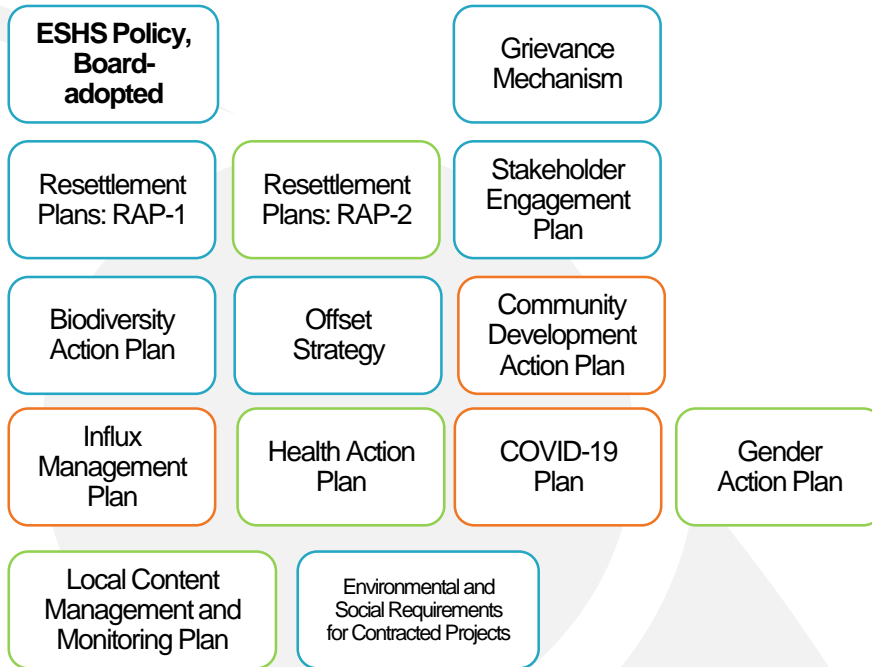 ESHS Policy,
Board-
adopted
Grievance
Mechanism
Resettlement
Plans: RAP-1
Resettlement
Plans: RAP-2
Stakeholder
Engagement
Plan
Biodiversity
Action Plan
Offset
Strategy
Community
Development
Action Plan
Influx
Management
Plan
Health Action
Plan
COVID-19
Plan
Gender
Action Plan
Local Content
Management and
Monitoring Plan
Environmental and
Social Requirements
for Contracted Projects